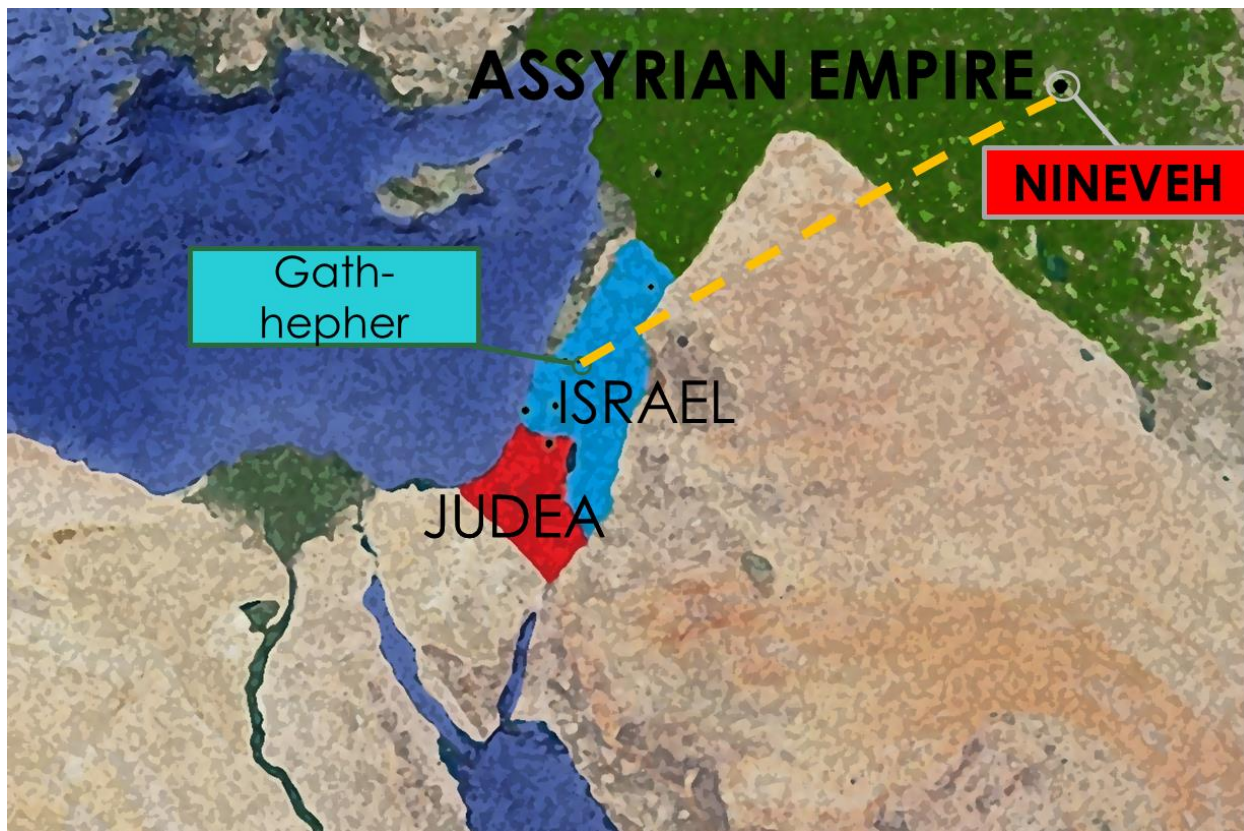 ASSYRIAN EMPIRE
NINEVEH
Gath-
hepher
ISRAEL
JUDEA